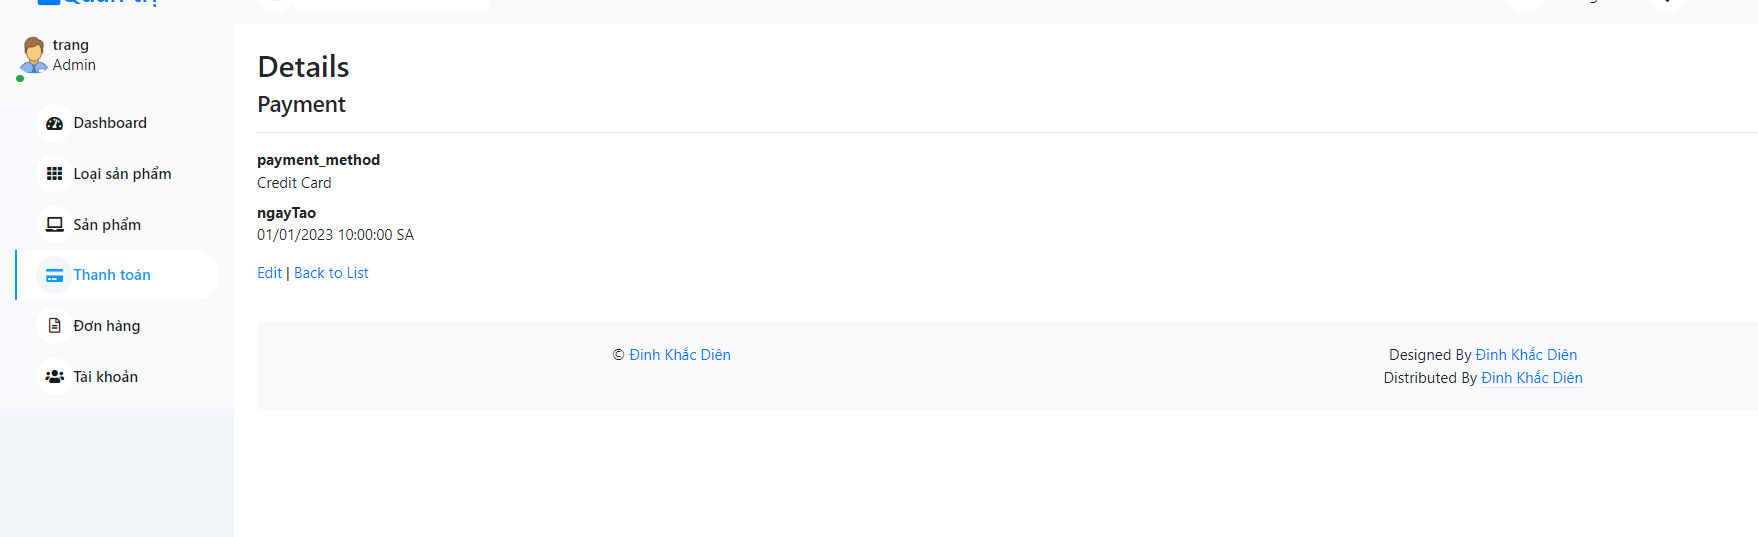 Quản trị
trang
Admin
Dashboard
Loại sản phẩm
Sản phẩm
Thanh toán
Đơn hàng
Tài khoản
Details
Payment
payment_method
Credit Card
ngayTao
01/01/2023 10:00:00 SA
Edit | Back to List
© Đinh Khắc Diên
Designed By Đinh Khắc Diên
Distributed By Đinh Khắc Diên